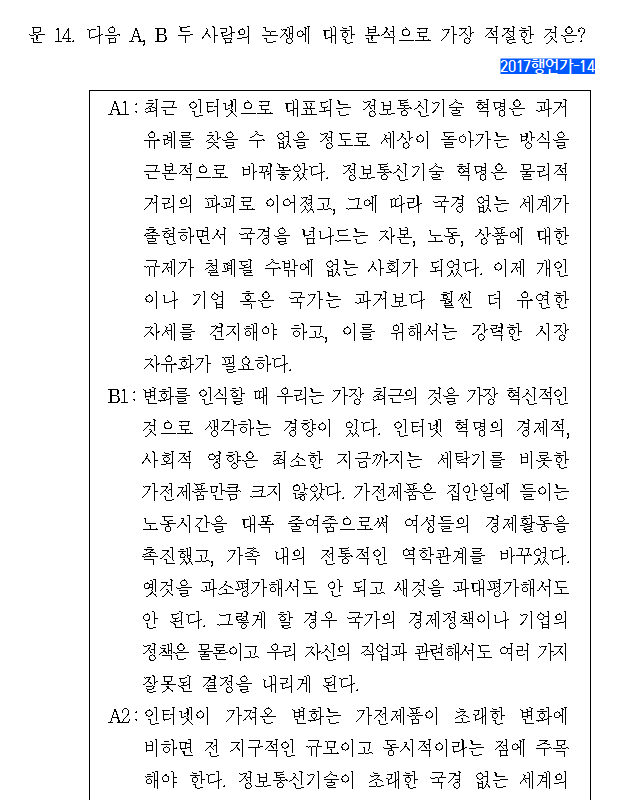 문 14. 다음 A, B 두 사람의 논쟁에 대한 분석으로 가장 적절한 것은?
2017행언가-14
A1 : 최근 인터넷으로 대표되는 정보통신기술 혁명은 과거
유례를 찾을 수 없을 정도로 세상이 돌아가는 방식을
근본적으로 바꿔놓았다. 정보통신기술 혁명은 물리적
거리의 파괴로 이어졌고, 그에 따라 국경 없는 세계가
출현하면서 국경을 넘나드는 자본, 노동, 상품에 대한
규제가 철폐될 수밖에 없는 사회가 되었다. 이제 개인
이나 기업 혹은 국가는 과거보다 훨씬 더 유연한
자세를 견지해야 하고, 이를 위해서는 강력한 시장
자유화가 필요하다.
B1 : 변화를 인식할 때 우리는 가장 최근의 것을 가장 혁신적인
것으로 생각하는 경향이 있다. 인터넷 혁명의 경제적,
사회적 영향은 최소한 지금까지는 세탁기를 비롯한
가전제품만큼 크지 않았다. 가전제품은 집안일에 들이는
노동시간을 대폭 줄여줌으로써 여성들의 경제활동을
촉진했고, 가족 내의 전통적인 역학관계를 바꾸었다.
옛것을 과소평가해서도 안 되고 새것을 과대평가해서도
안 된다. 그렇게 할 경우 국가의 경제정책이나 기업의
정책은 물론이고 우리 자신의 직업과 관련해서도 여러 가지
잘못된 결정을 내리게 된다.
A2 : 인터넷이 가져온 변화는 가전제품이 초래한 변화에
비하면 전 지구적인 규모이고 동시적이라는 점에 주목
해야 한다. 정보통신기술이 초래한 국경 없는 세계의